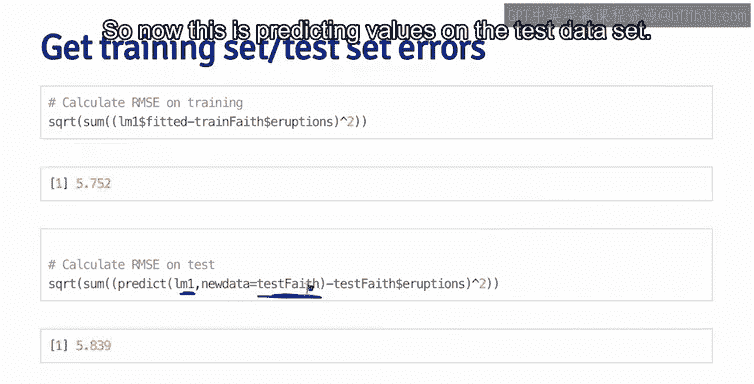 So now this is predicting values on the test data set.
Get training set/test set errors
# Calculate RMSE on training
sqrt(sum((lm1$fitted-trainFaith$eruptions)^2))
[1] 5.752
# Calculate RMSE on test
sqrt(sum((predict(lm1,newdata=testFaith)-testFaith$eruptions)^2))
[1] 5.839